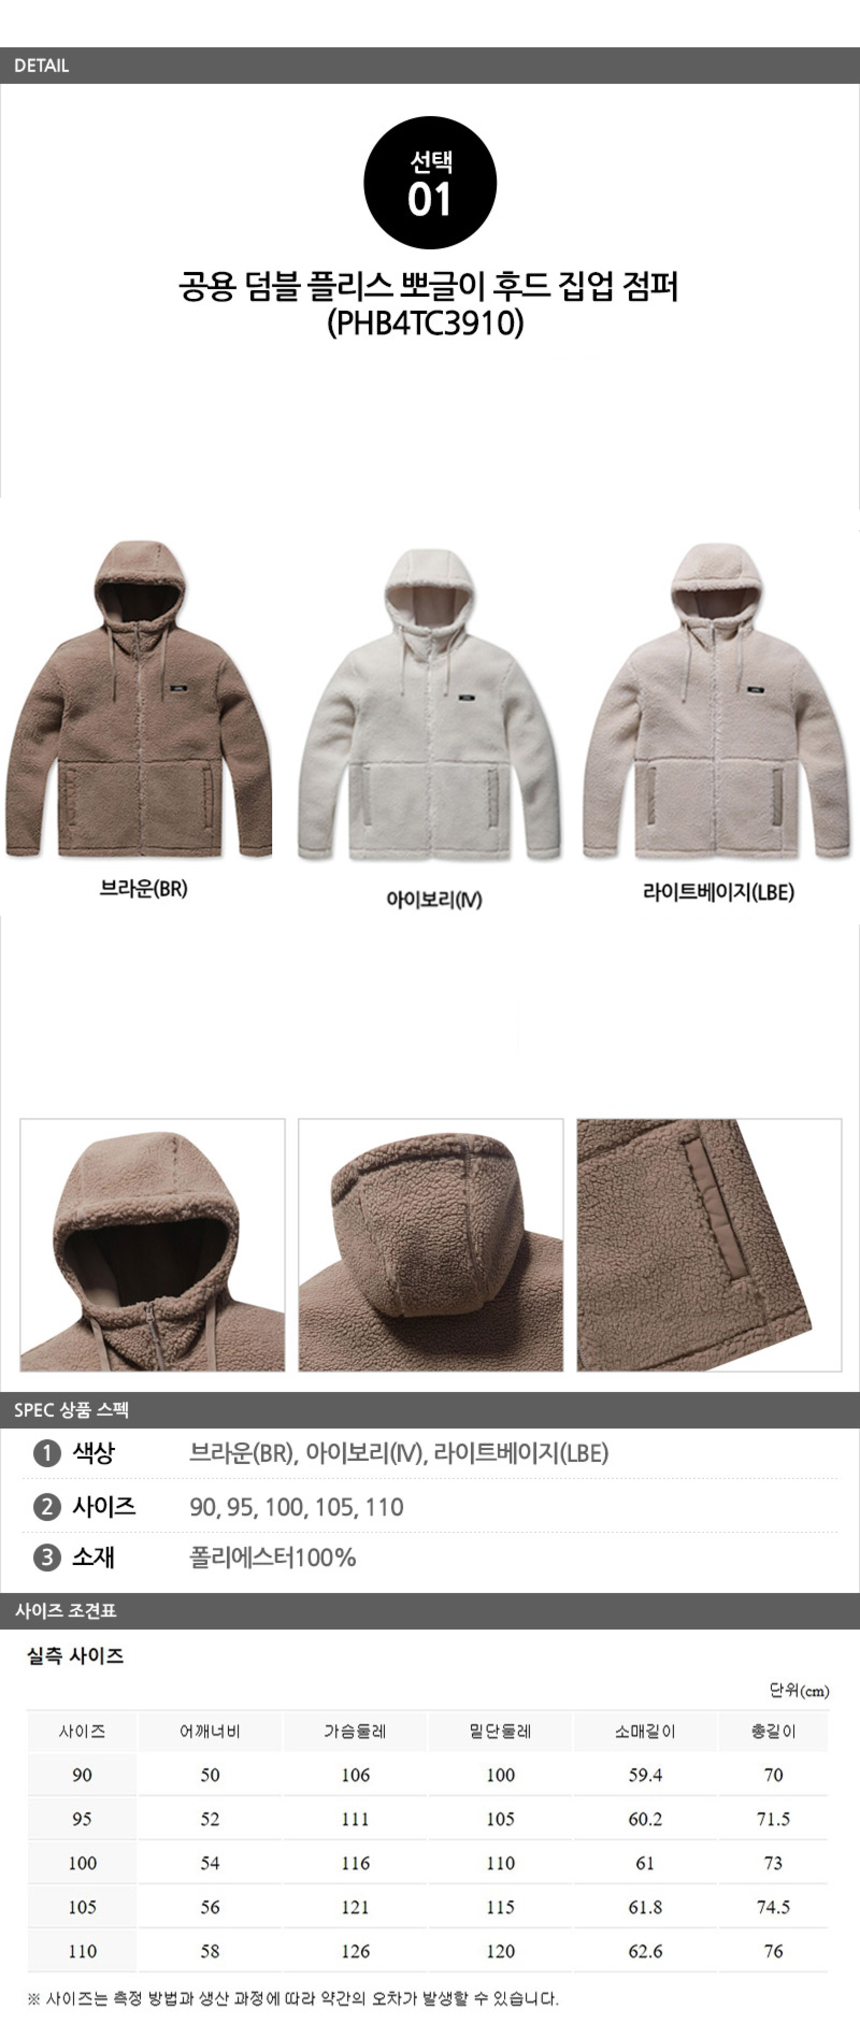 DETAIL
선택
01
공용 덤블 플리스 뽀글이 후드 집업 점퍼
(PHB4TC3910)
브라운(BR)
아이보리(IV)
라이트베이지(LBE)
SPEC 상품 스펙
1 색상 브라운(BR), 아이보리(IV), 라이트베이지(LBE)
2 사이즈 90, 95, 100, 105, 110
3 소재 폴리에스터100%
사이즈 조견표
실측 사이즈
단위(cm)
사이즈 어깨너비 가슴둘레 밑단둘레 소매길이 총길이
90 50 106 100 59.4 70
95 52 111 105 60.2 71.5
100 54 116 110 61 73
105 56 121 115 61.8 74.5
110 58 126 120 62.6 76
※ 사이즈는 측정 방법과 생산 과정에 따라 약간의 오차가 발생할 수 있습니다.